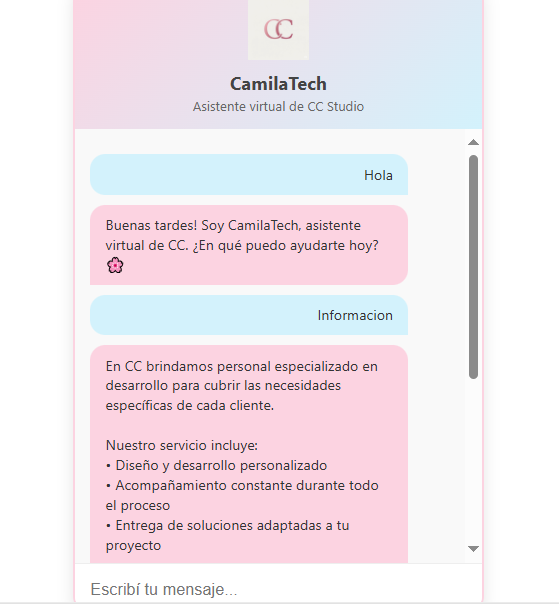 CC
CamilaTech
Asistente virtual de CC Studio
Hola
Buenas tardes! Soy CamilaTech, asistente
virtual de CC. ¿En qué puedo ayudarte hoy?
🌸
Informacion
En CC brindamos personal especializado en
desarrollo para cubrir las necesidades
específicas de cada cliente.
Nuestro servicio incluye:
• Diseño y desarrollo personalizado
• Acompañamiento constante durante todo
el proceso
• Entrega de soluciones adaptadas a tu
proyecto
Escribí tu mensaje...